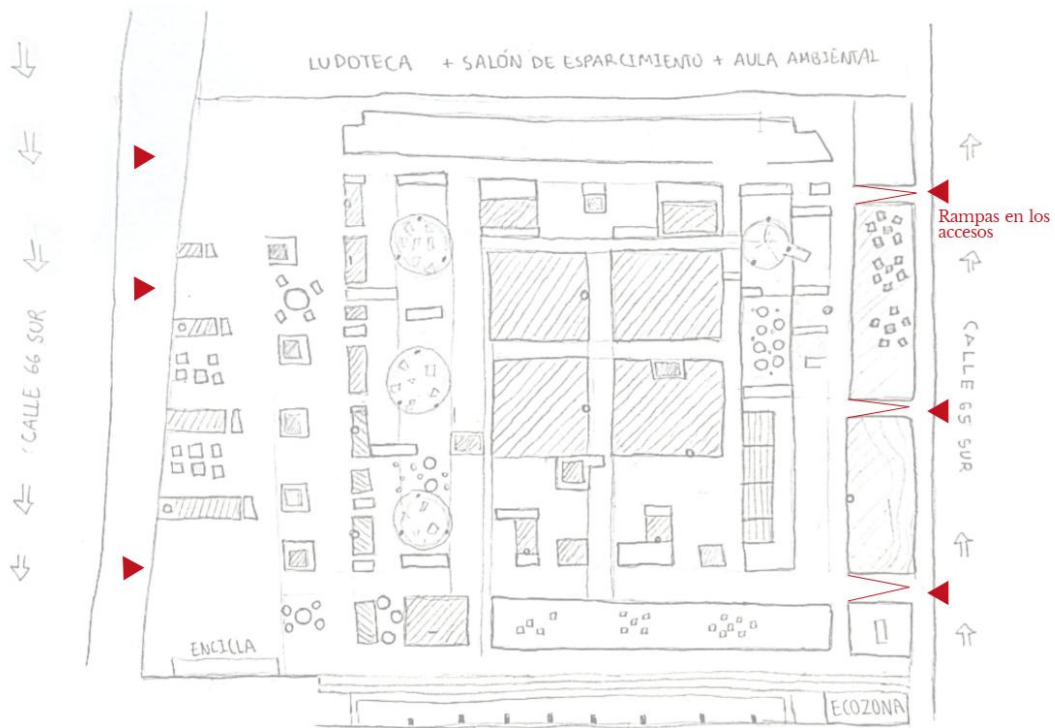 LUDOTECA + SALÓN DE ESPARCIMIENTO + AULA AMBIENTAL
Rampas en los
accesos
CALLE 66 SUR
CALLE 65 SUR
ENCICLA
ECOZONA